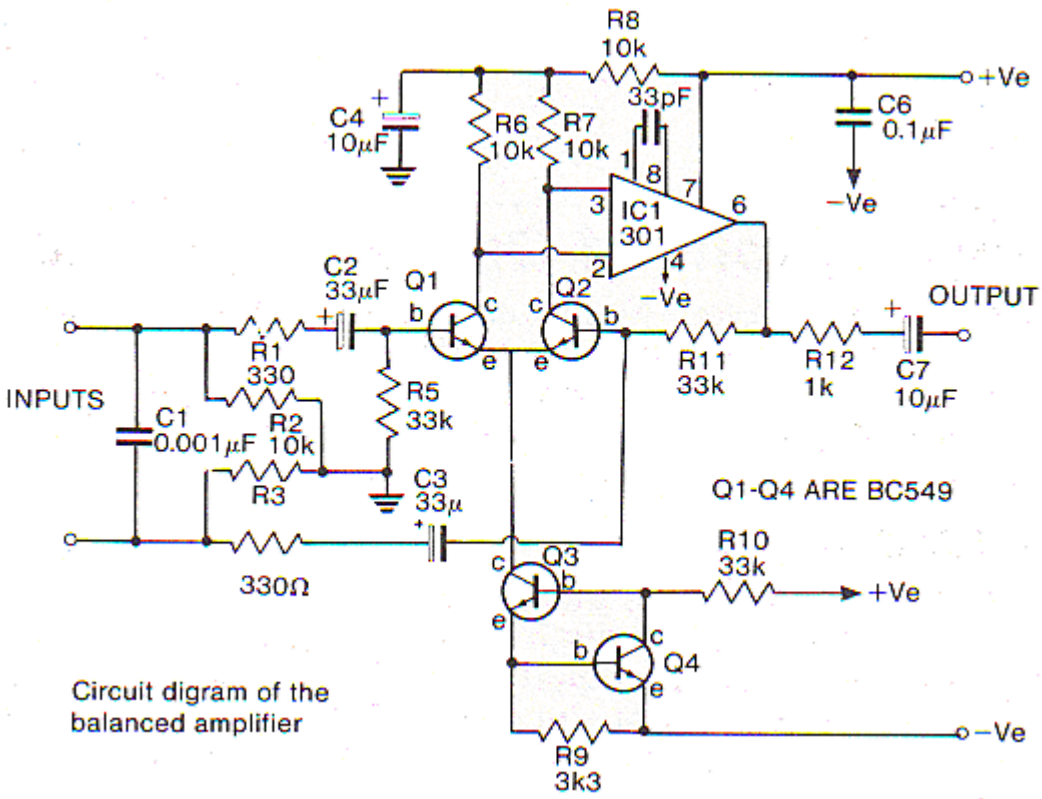 R8
10k
+Ve
33pF
+
C4
10µF
R6
10k
R7
10k
C6
0.1µF
-Ve
1
8
7
6
3
IC1
301
2
4
-Ve
C2
33µF
+
Q1
b
c
e
Q2
c
b
e
R11
33k
R12
1k
+
C7
10µF
OUTPUT
INPUTS
R1
330
C1
0.001µF
R2
10k
R3
R5
33k
C3
33µ
+
330Ω
Q1-Q4 ARE BC549
Q3
c
b
e
R10
33k
+Ve
b
c
Q4
e
R9
3k3
-Ve
Circuit digram of the
balanced amplifier